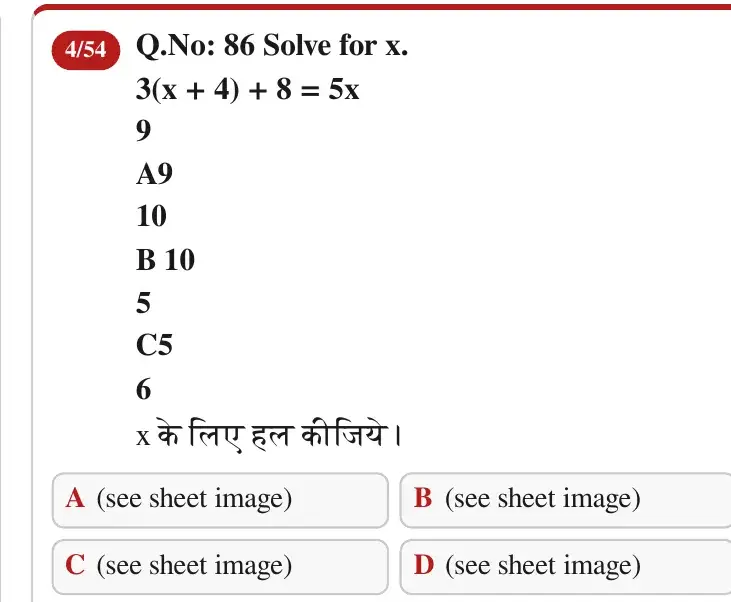 4/54 Q.No: 86 Solve for x.
3(x + 4) + 8 = 5x
9
A9
10
B 10
5
C5
6
x के लिए हल कीजिये।
A (see sheet image) B (see sheet image)
C (see sheet image) D (see sheet image)